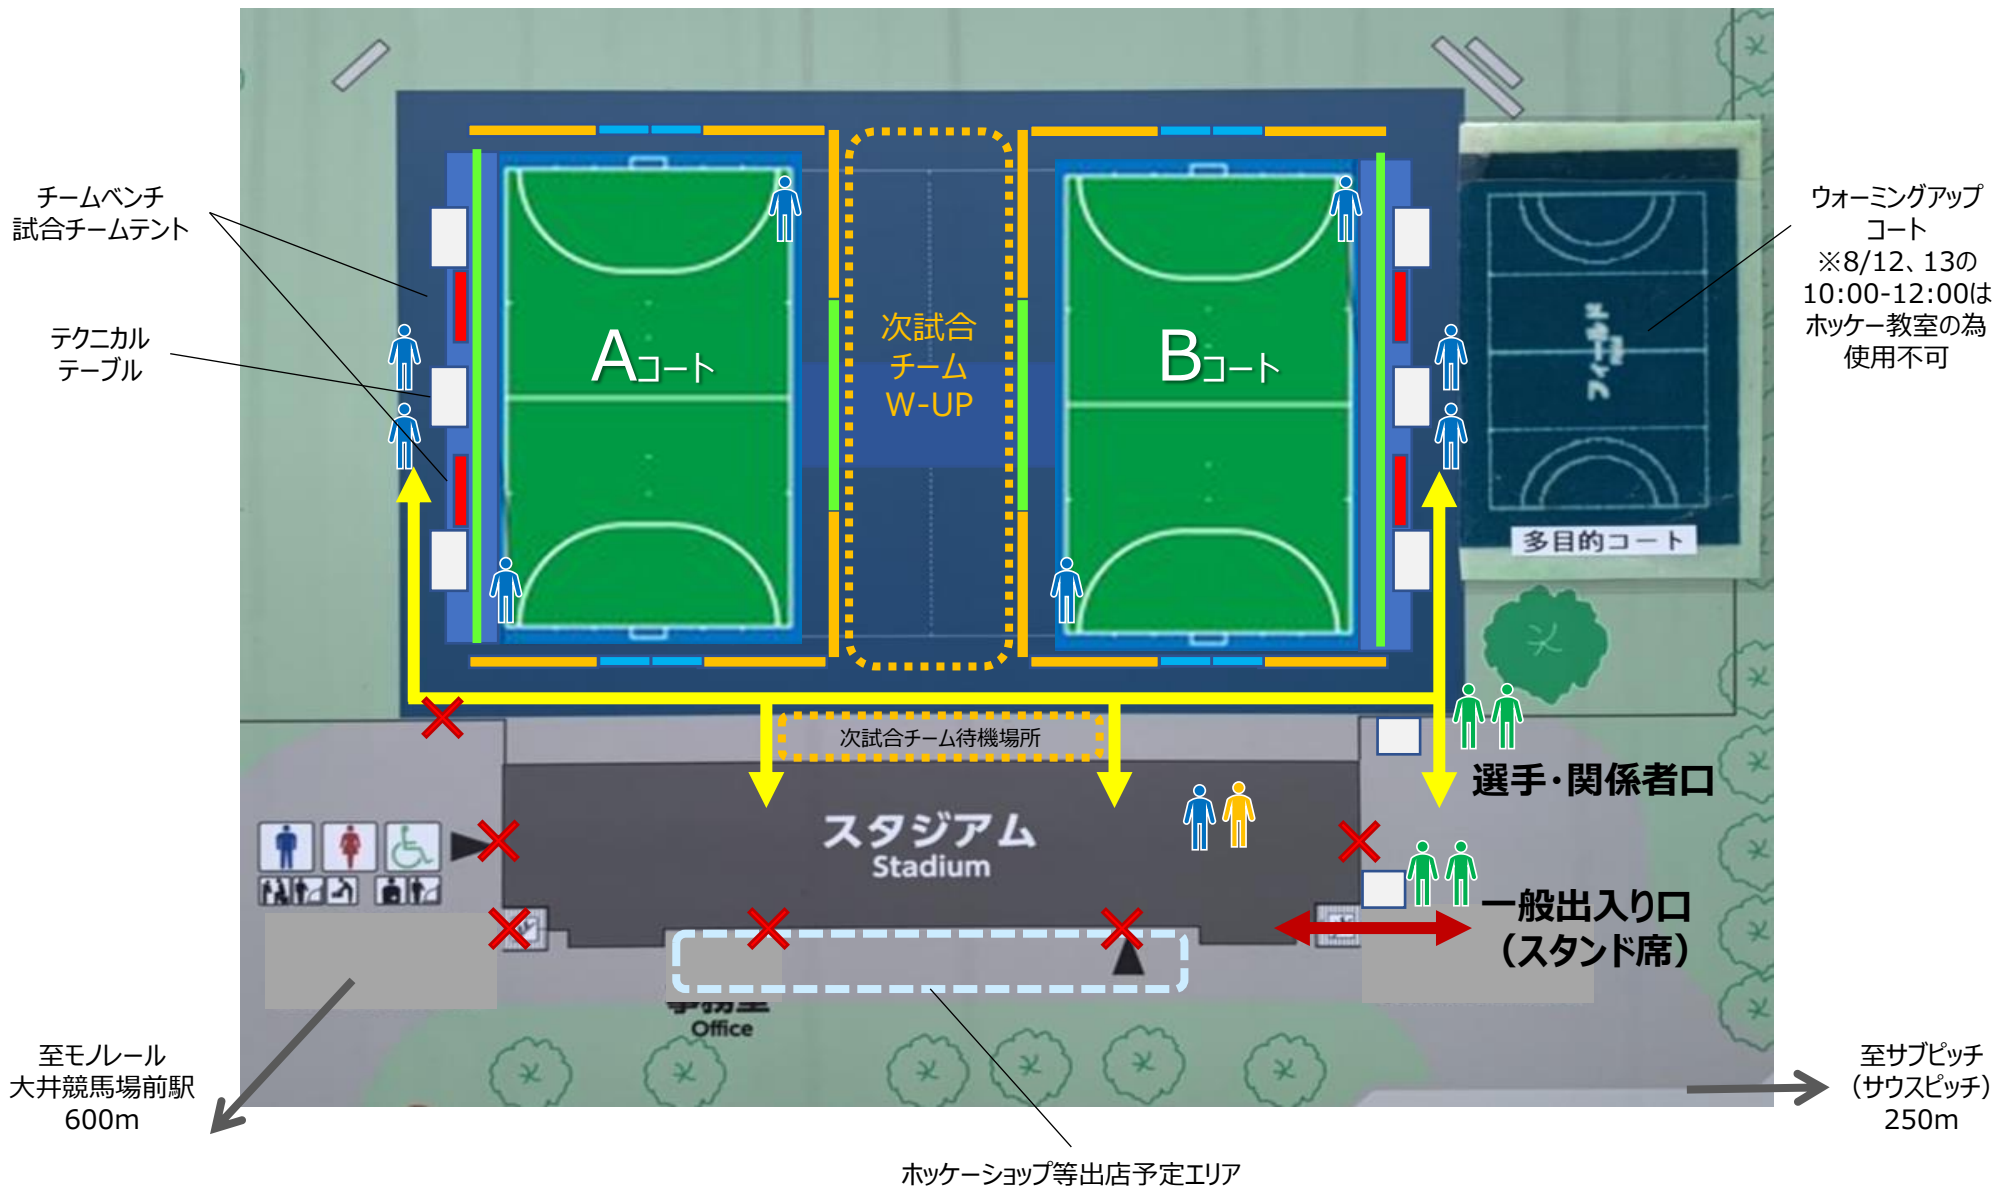 チームベンチ
試合チームテント
テクニカル
テーブル
Aコート
次試合
チーム
W-UP
Bコート
ウォーミングアップ
コート
※8/12、13の
10:00-12:00は
ホッケー教室の為
使用不可
フィールド
多目的コート
次試合チーム待機場所
選手・関係者口
スタジアム
Stadium
一般出入り口
（スタンド席）
Office
至モノレール
大井競馬場前駅
600m
至サブピッチ
（サウスピッチ）
250m
ホッケーショップ等出店予定エリア